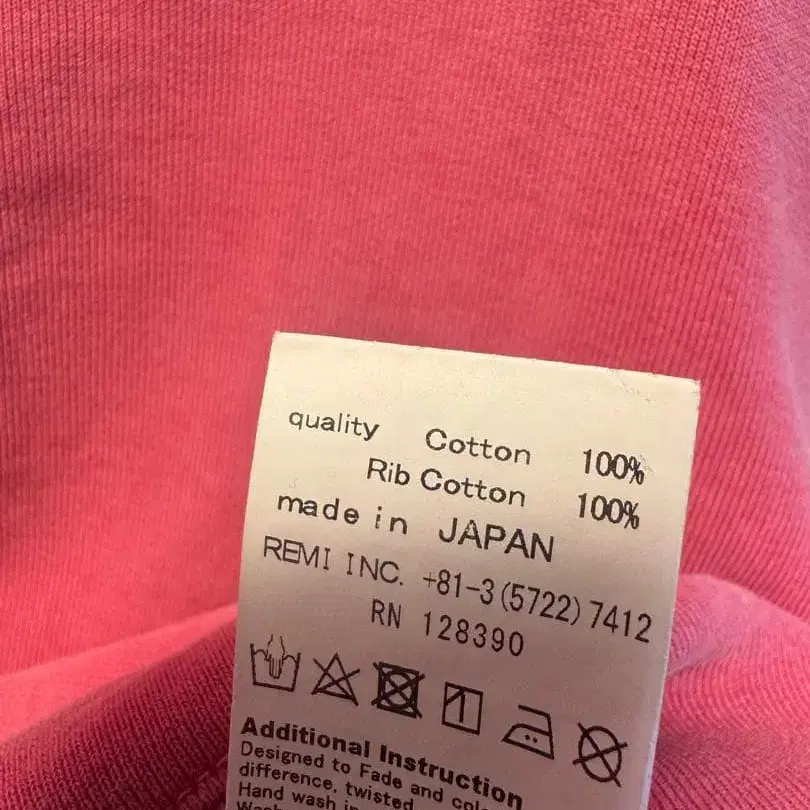 quality Cotton 100%
Rib Cotton 100%
made in JAPAN
REMI INC. +81-3(5722)7412
RN 128390
Additional Instruction
Designed to Fade and
difference, twisted
Hand wash in